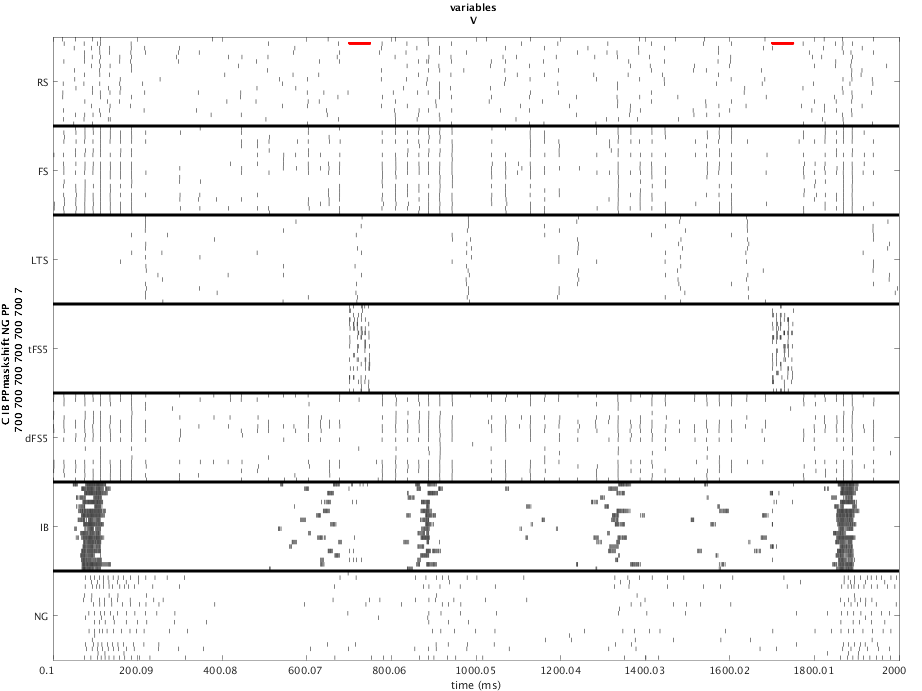 variables
V
RS
FS
LTS
tFS5
dFS5
IB
NG
C IB PPmaskshift NG PP
700 700 700 700 700 700 7
0.1 200.09 400.08 600.07 800.06 1000.05 1200.04 1400.03 1600.02 1800.01 2000
time (ms)